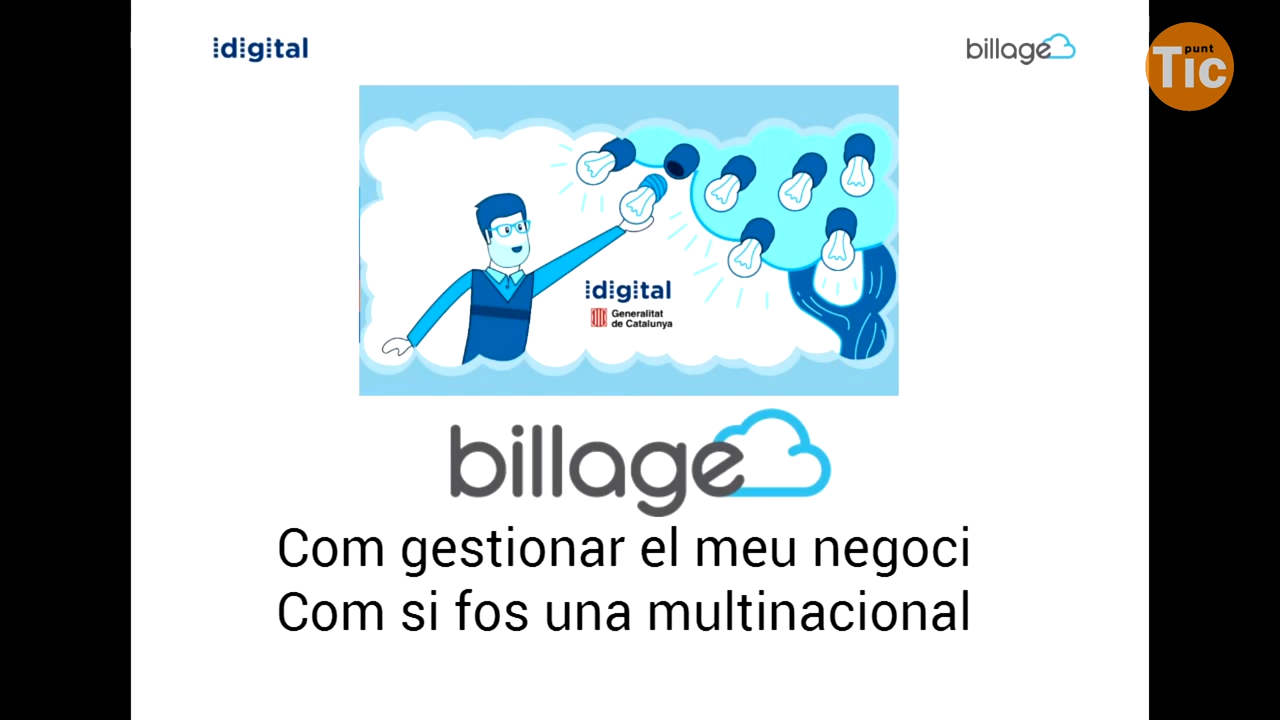 idigital
billage
punt
TIC
idigital
Generalitat
de Catalunya
billage
Com gestionar el meu negoci
Com si fos una multinacional